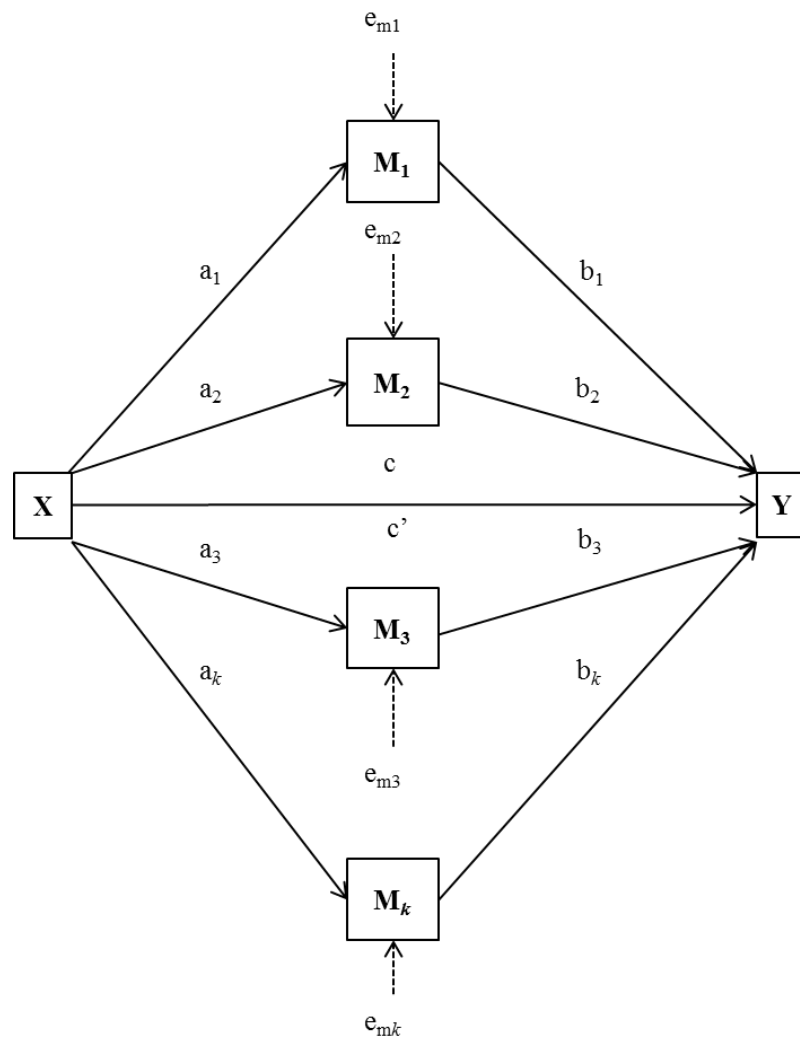 eₘ₁
M₁
eₘ₂
a₁
b₁
M₂
a₂
b₂
c
X
Y
c’
a₃
b₃
M₃
aₖ
bₖ
eₘ₃
Mₖ
eₘₖ